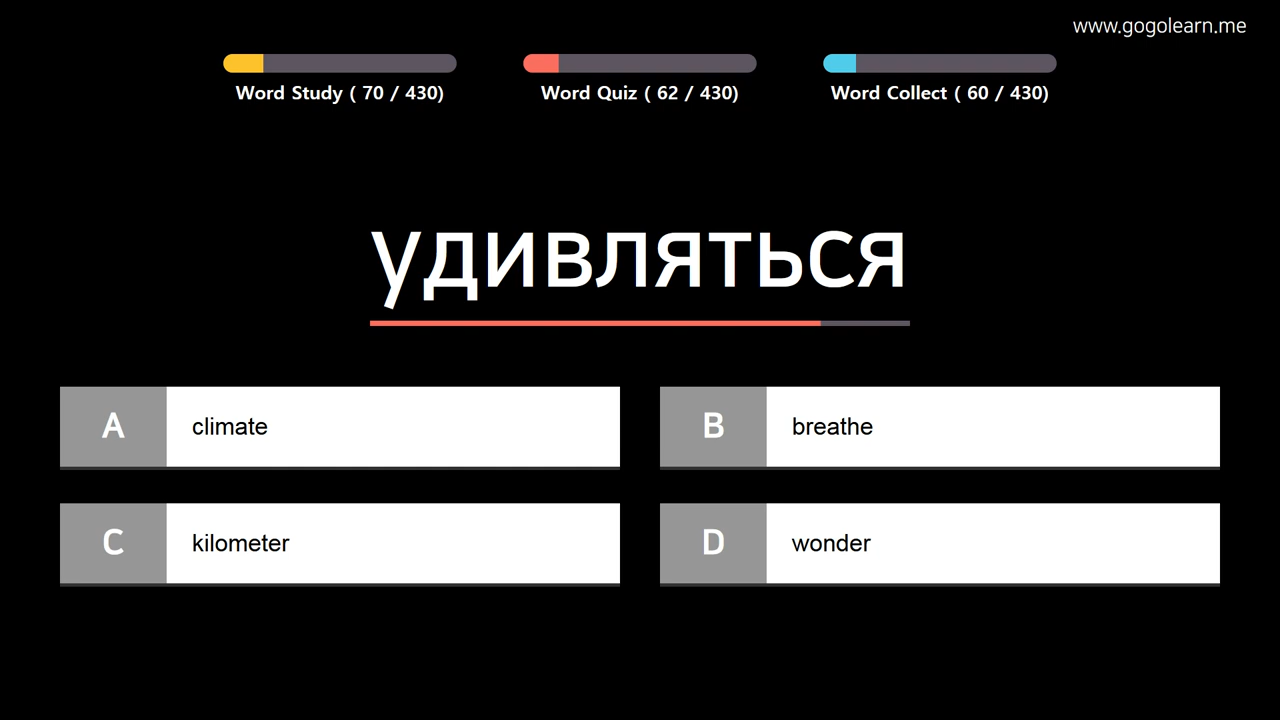 www.gogolearn.me
Word Study ( 70 / 430)
Word Quiz ( 62 / 430)
Word Collect ( 60 / 430)
удивляться
A climate
B breathe
C kilometer
D wonder